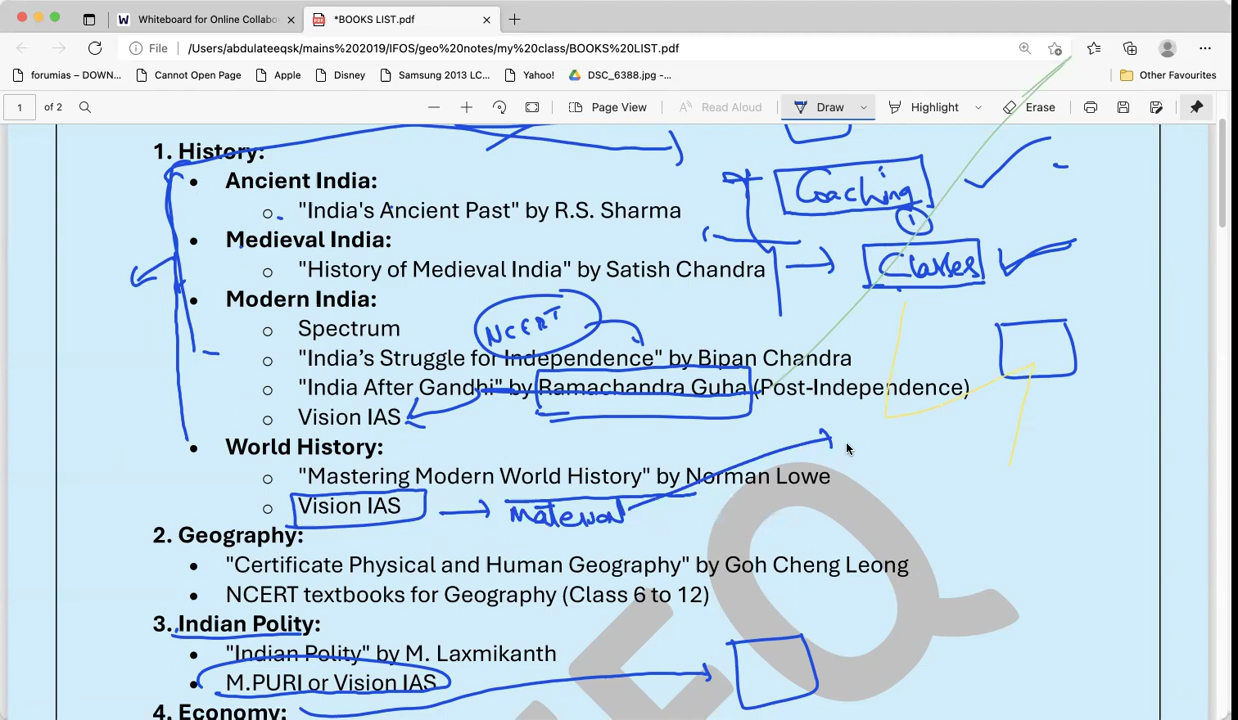 Whiteboard for Online Collabo
*BOOKS LIST.pdf
File
/Users/abdulateeqsk/mains%202019/IFOS/geo%20notes/my%20class/BOOKS%20LIST.pdf
forumias – DOWN...
Cannot Open Page
Apple
Disney
Samsung 2013 LC...
Yahoo!
DSC_6388.jpg -...
Other Favourites
1 of 2
Page View
Read Aloud
Draw
Highlight
Erase
1. History:
Ancient India:
"India's Ancient Past" by R.S. Sharma
Medieval India:
"History of Medieval India" by Satish Chandra
Modern India:
Spectrum
"India's Struggle for Independence" by Bipan Chandra
"India After Gandhi" by Ramachandra Guha (Post-Independence)
Vision IAS
World History:
"Mastering Modern World History" by Norman Lowe
Vision IAS
2. Geography:
"Certificate Physical and Human Geography" by Goh Cheng Leong
NCERT textbooks for Geography (Class 6 to 12)
3. Indian Polity:
"Indian Polity" by M. Laxmikanth
M.PURI or Vision IAS
4. Economy:
Coaching
1
Classes
NCERT
EQ